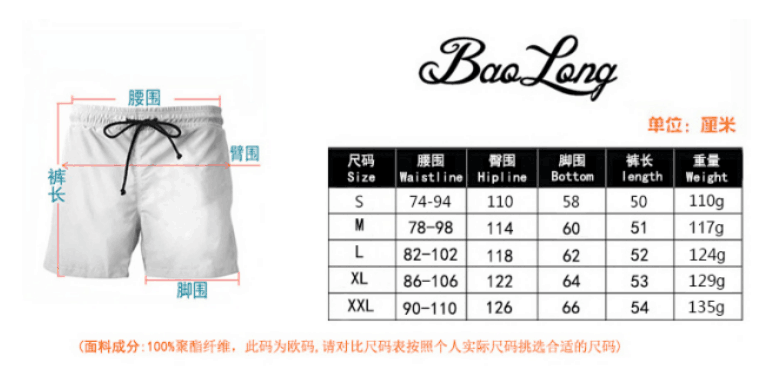 BaoLong
单位：厘米
腰围
臂围
裤长
脚围
尺码 腰围 臀围 脚围 裤长 重量
Size Waistline Hipline Bottom length Weight
S 74-94 110 58 50 110g
M 78-98 114 60 51 117g
L 82-102 118 62 52 124g
XL 86-106 122 64 53 129g
XXL 90-110 126 66 54 135g
(面料成分:100%聚酯纤维，此码为欧码,请对比尺码表按照个人实际尺码挑选合适的尺码)